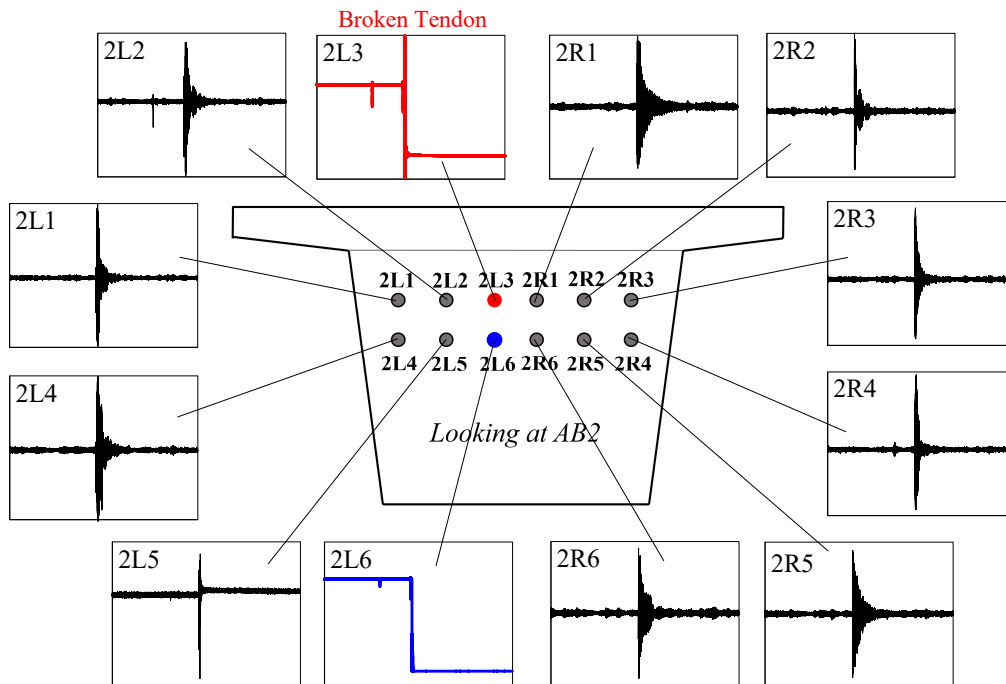 Broken Tendon
2L2
2L3
2R1
2R2
2L1
2R3
2L1 2L2 2L3 2R1 2R2 2R3
2L4 2L5 2L6 2R6 2R5 2R4
2L4
2R4
Looking at AB2
2L5
2L6
2R6
2R5